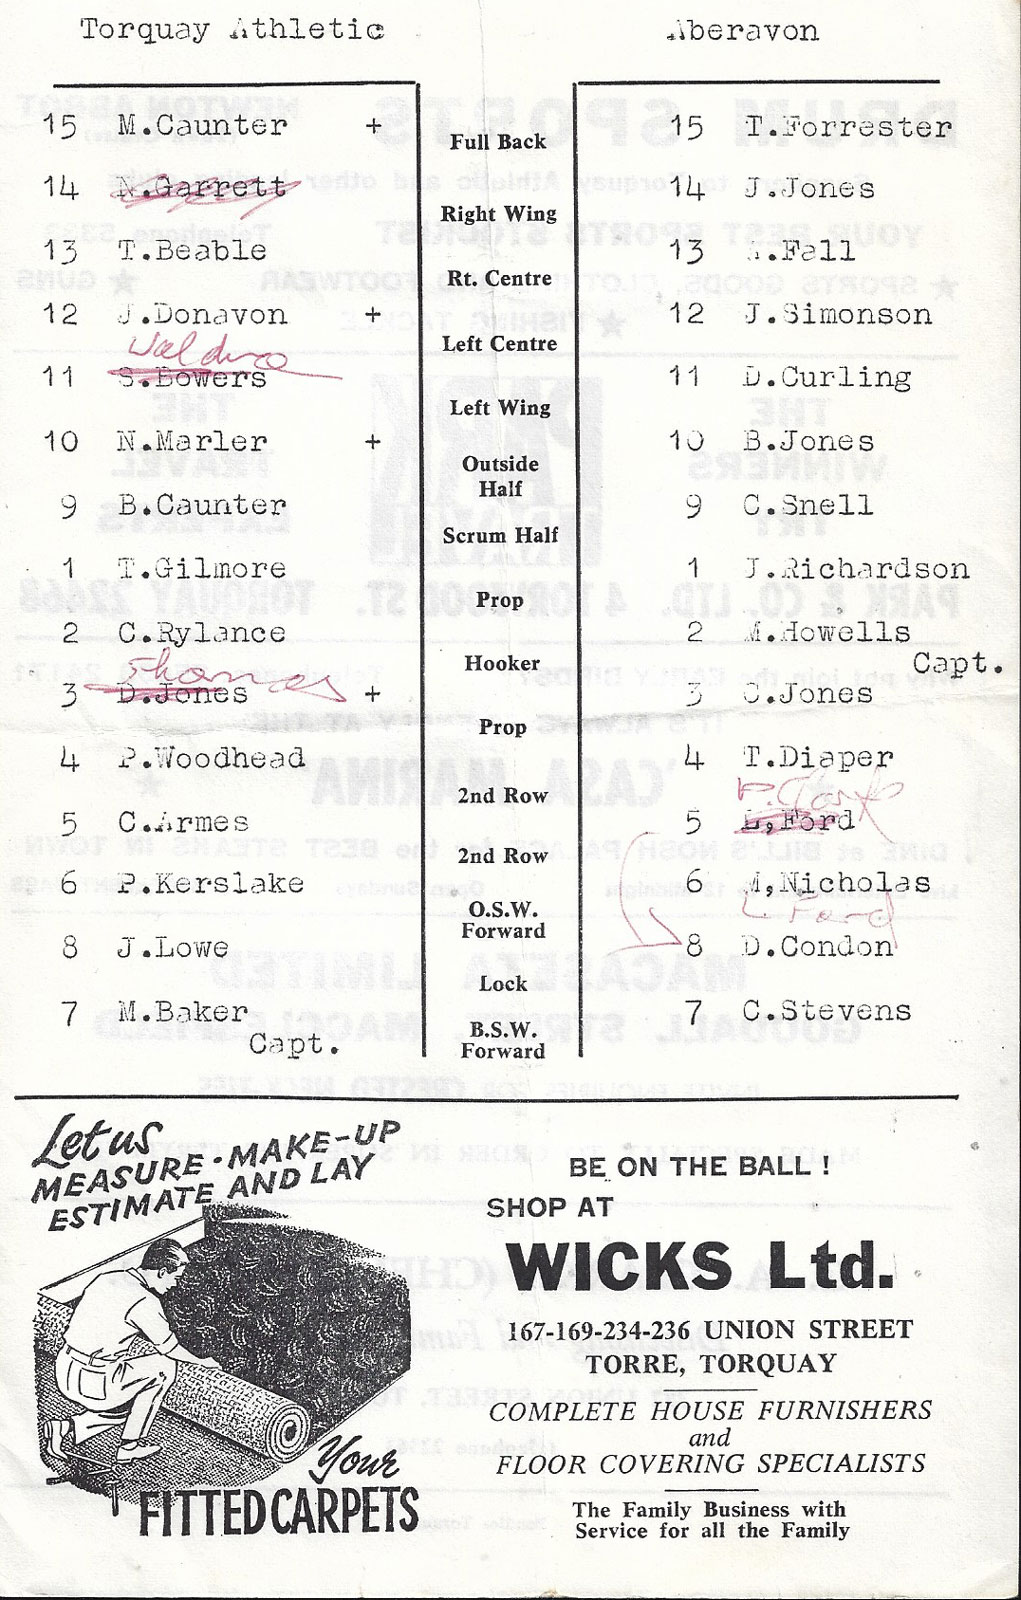 Torquay Athletic Aberavon
15 M.Caunter + Full Back 15 T.Forrester
14 N.Garrett Right Wing 14 J.Jones
13 T.Beable Rt. Centre 13 Fall
12 J.Donavon + Left Centre 12 J.Simonson
11 S.Bowers Left Wing 11 D.Curling
10 N.Marler + Outside Half 10 B.Jones
9 B.Caunter Scrum Half 9 C.Snell
1 T.Gilmore Prop 1 J.Richardson
2 C.Rylance Hooker 2 M.Howells
Capt.
Thomas
3 D.Jones + Prop 3 C.Jones
4 P.Woodhead 2nd Row 4 T.Diaper
5 C.Armes 2nd Row 5 L,Ford
6 P.Kerslake O.S.W. Forward 6 M,Nicholas
L. Ford
8 J.Lowe Lock 8 D.Condon
7 M.Baker B.S.W. Forward 7 C.Stevens
Capt.
Let us
MEASURE · MAKE-UP
ESTIMATE AND LAY
Your
FITTED CARPETS
BE ON THE BALL !
SHOP AT
WICKS Ltd.
167-169-234-236 UNION STREET
TORRE, TORQUAY
COMPLETE HOUSE FURNISHERS
and
FLOOR COVERING SPECIALISTS
The Family Business with
Service for all the Family